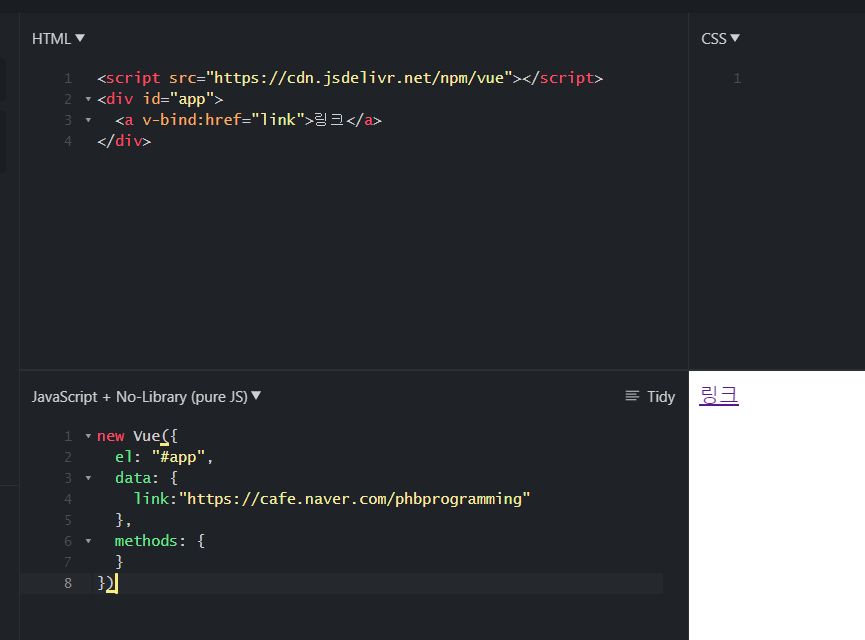 HTML▼
1 <script src="https://cdn.jsdelivr.net/npm/vue"></script>
2 ▾ <div id="app">
3 ▾   <a v-bind:href="link">링크</a>
4 </div>
CSS▼
1
JavaScript + No-Library (pure JS)▼
Tidy
1 ▾ new Vue({
2   el: "#app",
3 ▾   data: {
4     link:"https://cafe.naver.com/phbprogramming"
5   },
6 ▾   methods: {
7   }
8 })
링크